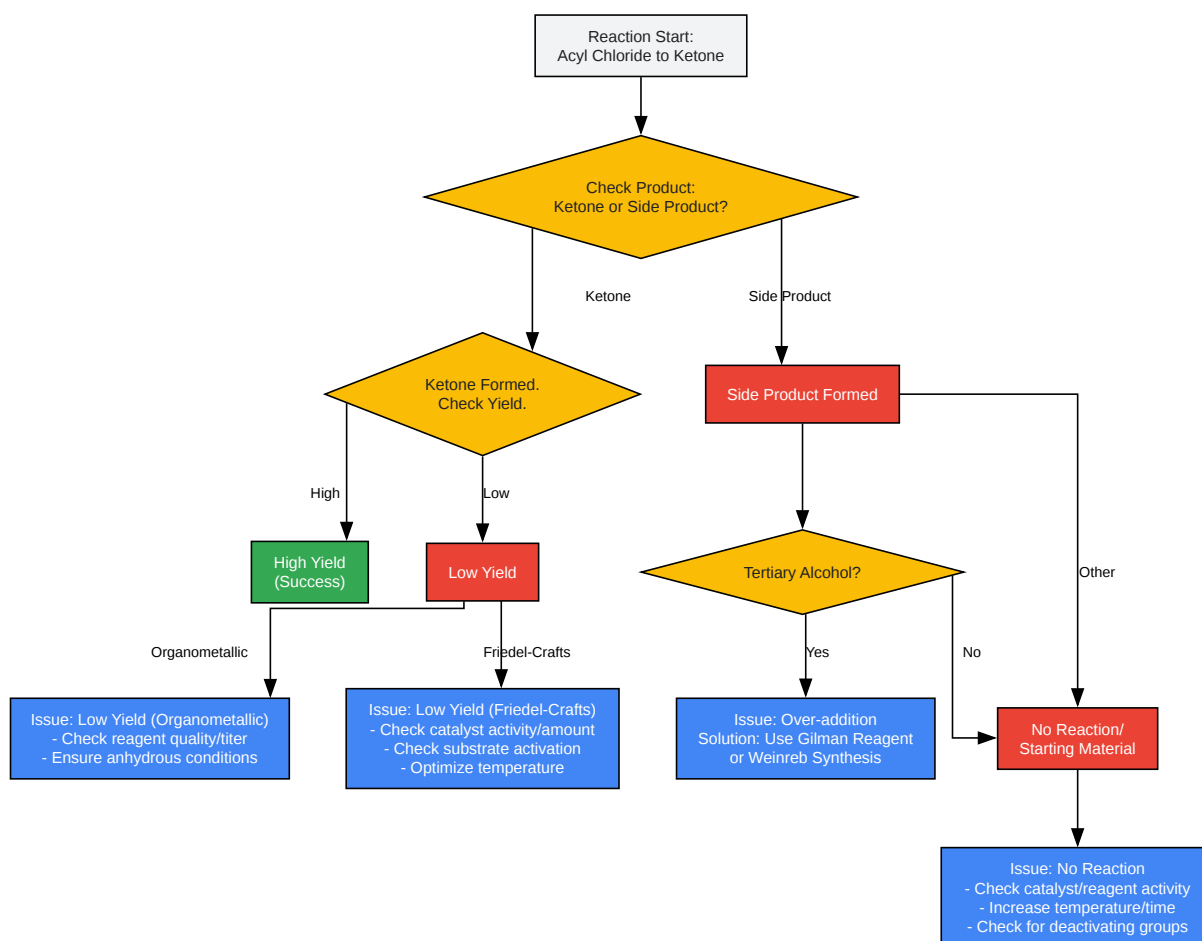 Reaction Start:
Acyl Chloride to Ketone
Check Product:
Ketone or Side Product?
Ketone
Side Product
Ketone Formed.
Check Yield.
Side Product Formed
High
Low
High Yield
(Success)
Low Yield
Tertiary Alcohol?
Other
Organometallic
Friedel-Crafts
Yes
No
Issue: Low Yield (Organometallic)
- Check reagent quality/titer
- Ensure anhydrous conditions
Issue: Low Yield (Friedel-Crafts)
- Check catalyst activity/amount
- Check substrate activation
- Optimize temperature
Issue: Over-addition
Solution: Use Gilman Reagent
or Weinreb Synthesis
No Reaction/
Starting Material
Issue: No Reaction
- Check catalyst/reagent activity
- Increase temperature/time
- Check for deactivating groups